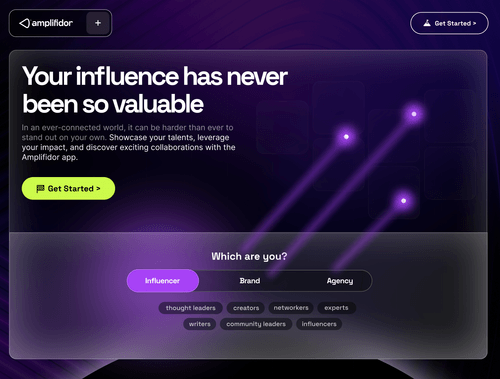 amplifidor
+
Get Started >
Your influence has never
been so valuable
In an ever-connected world, it can be harder than ever to
stand out on your own. Showcase your talents, leverage
your impact, and discover exciting collaborations with the
Amplifidor app.
Get Started >
Which are you?
Influencer Brand Agency
thought leaders creators networkers experts
writers community leaders influencers